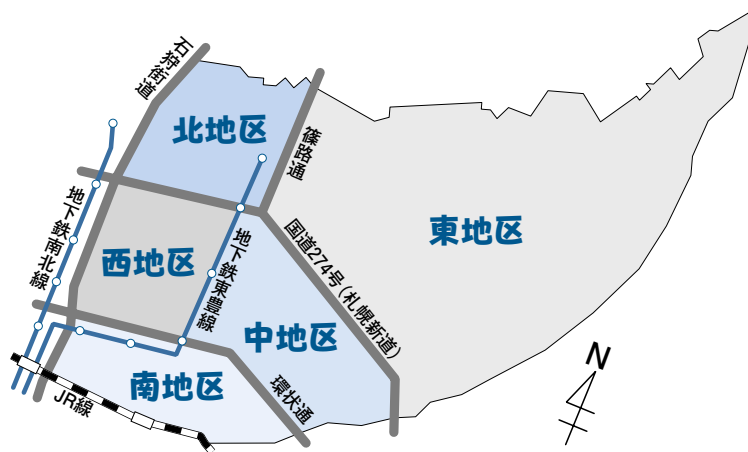 石狩街道
北地区
篠路通
地下鉄南北線
西地区
地下鉄東豊線
国道274号(札幌新道)
東地区
中地区
南地区
環状通
JR線
N